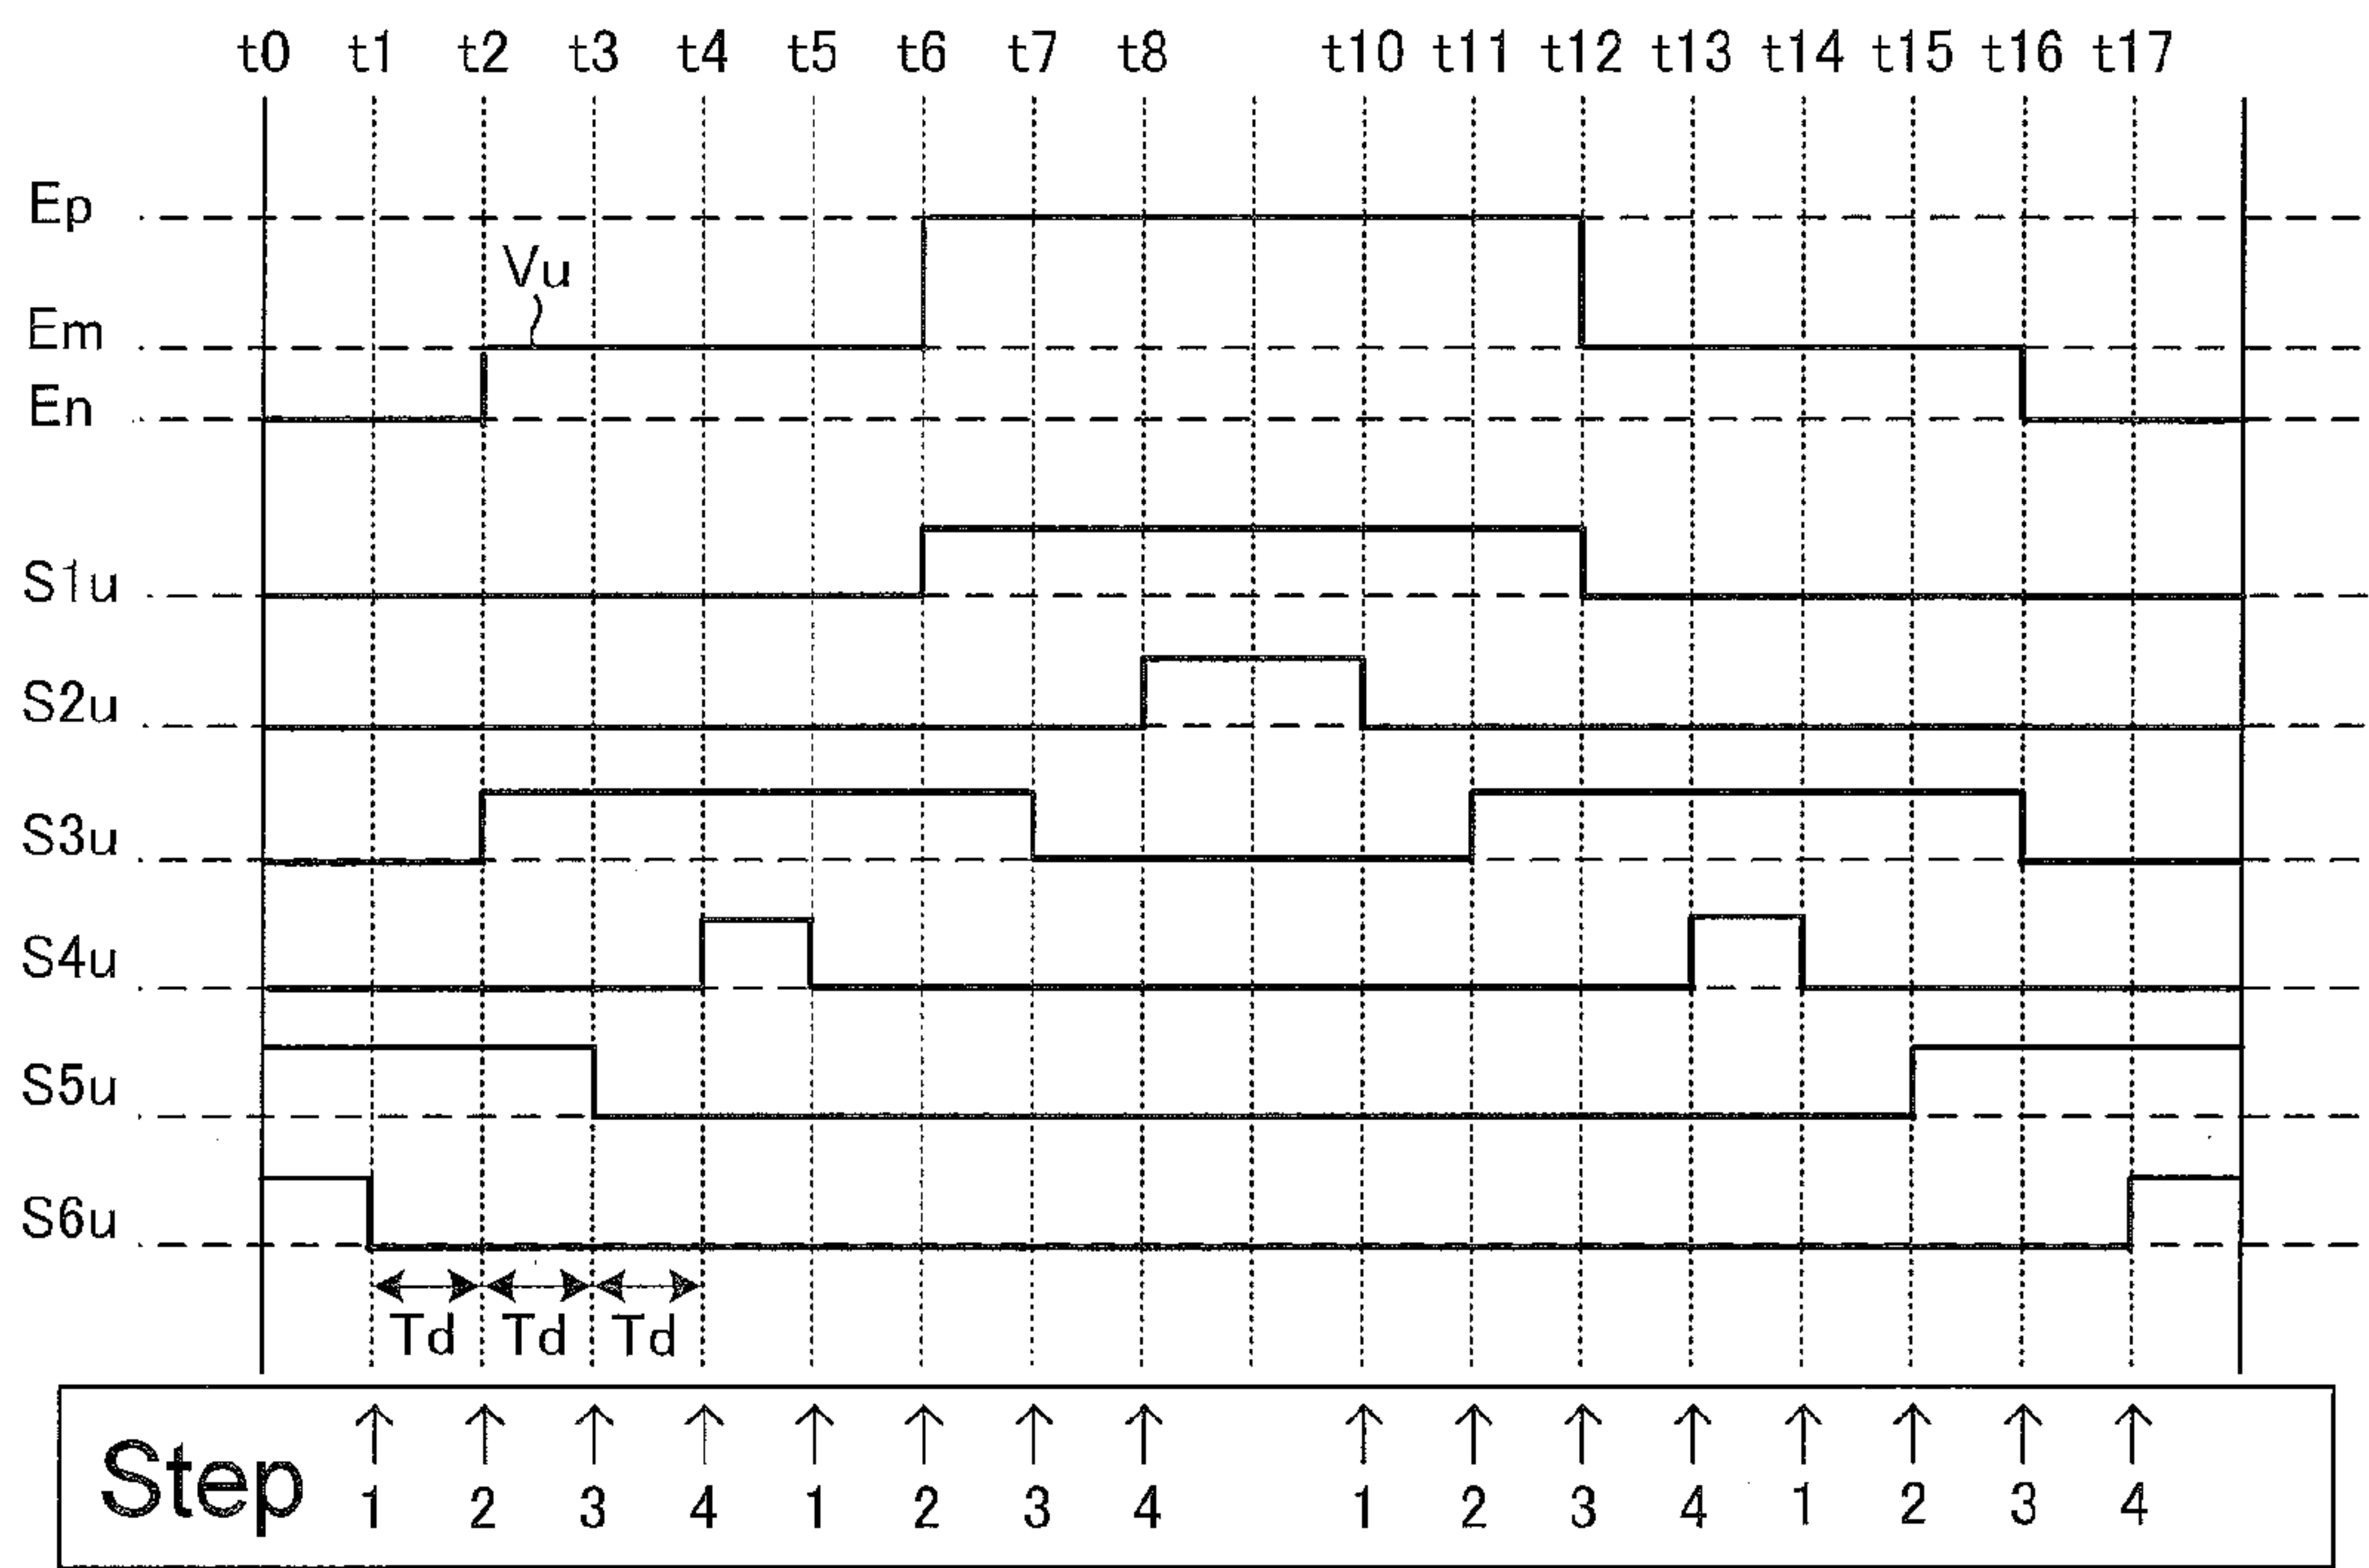 t0 t1 t2 t3 t4 t5 t6 t7 t8 t10 t11 t12 t13 t14 t15 t16 t17
Ep
Vu
Em
En
S1u
S2u
S3u
S4u
S5u
S6u
Td Td Td
Step 1 2 3 4 1 2 3 4 1 2 3 4 1 2 3 4